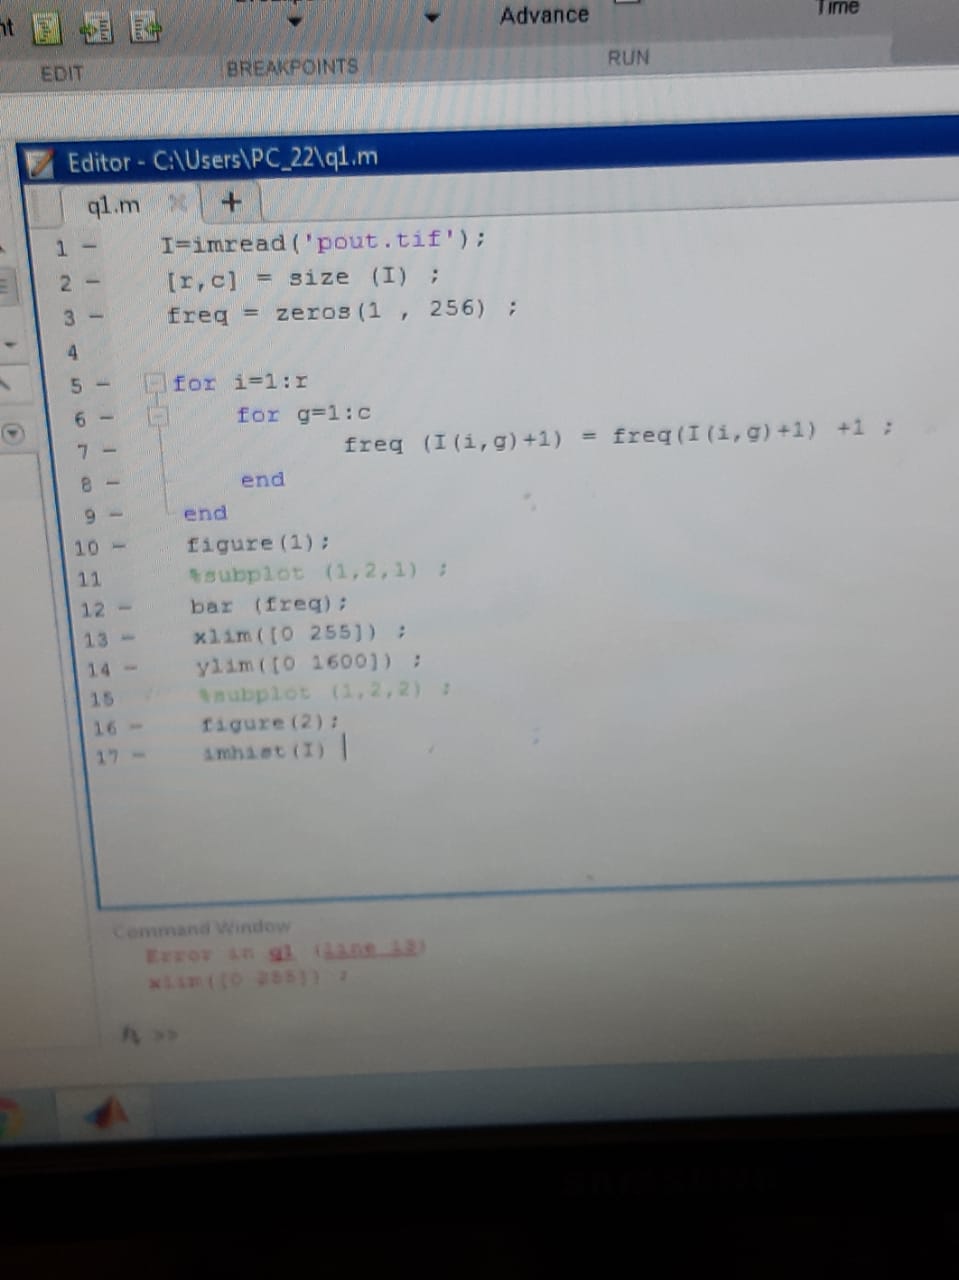 Advance
Time
nt
EDIT
BREAKPOINTS
RUN
Editor - C:\Users\PC_22\q1.m
q1.m × +
1 - I=imread('pout.tif');
2 - [r,c] = size (I) ;
3 - freq = zeros(1 , 256) ;
4
5 - for i=1:r
6 - for g=1:c
7 - freq (I(i,g)+1) = freq(I(i,g)+1) +1 ;
8 - end
9 - end
10 - figure(1);
11 %subplot (1,2,1) ;
12 - bar (freq);
13 - xlim([0 255]) ;
14 - ylim([0 1600]) ;
15 %subplot (1,2,2) ;
16 - figure(2);
17 - imhist(I)
Command Window
Error in q1 (line 13)
xlim([0 255]) ;
>>
SAMSUNG